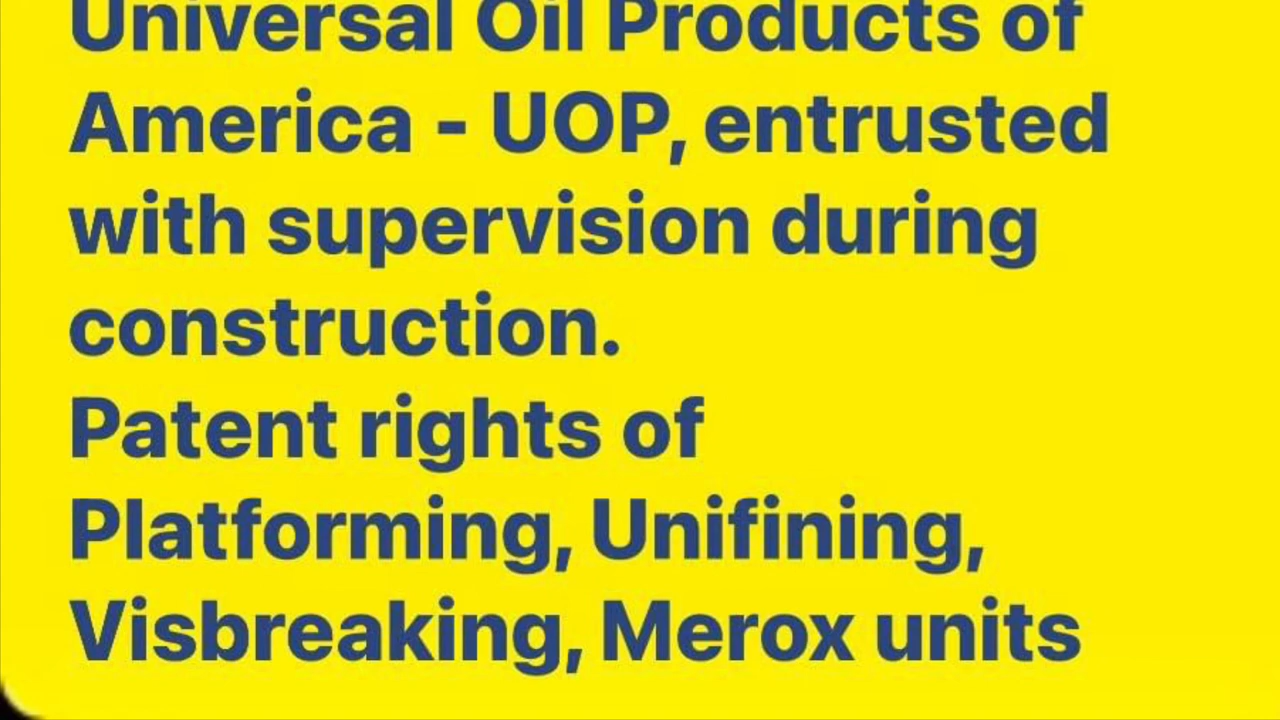 Universal Oil Products of
America - UOP, entrusted
with supervision during
construction.
Patent rights of
Platforming, Unifining,
Visbreaking, Merox units